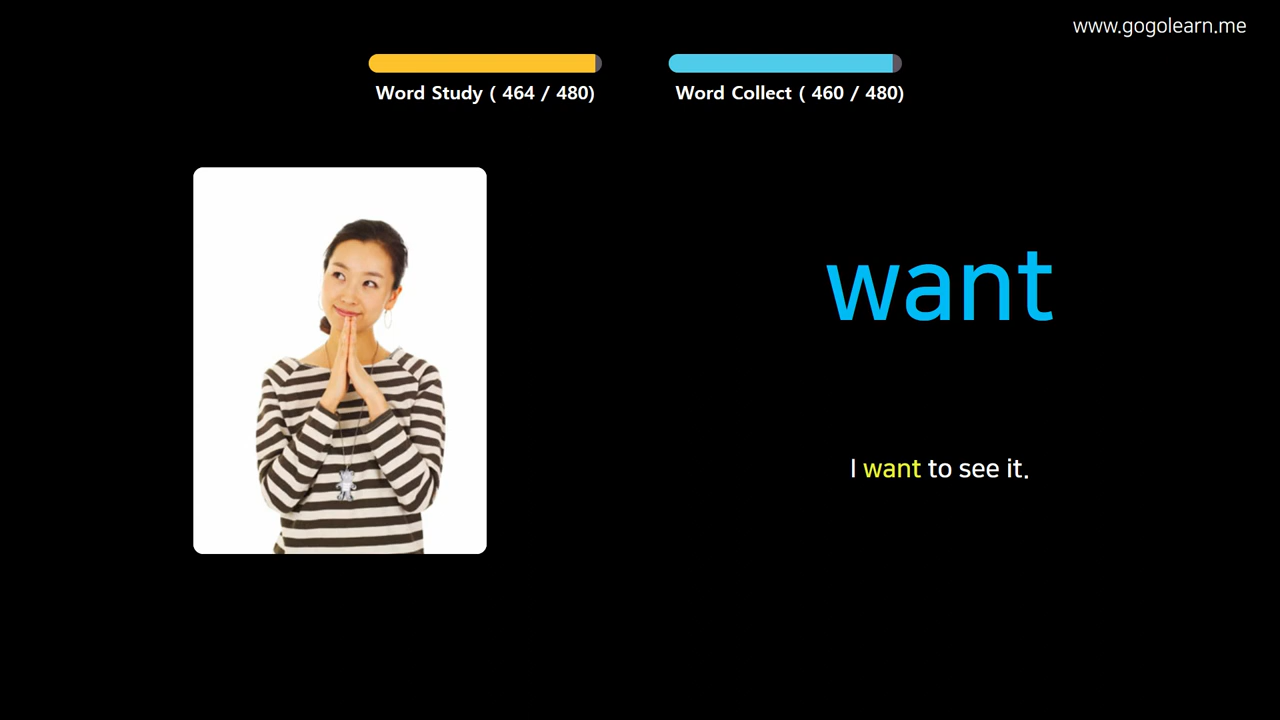 www.gogolearn.me
Word Study ( 464 / 480)
Word Collect ( 460 / 480)
want
I want to see it.